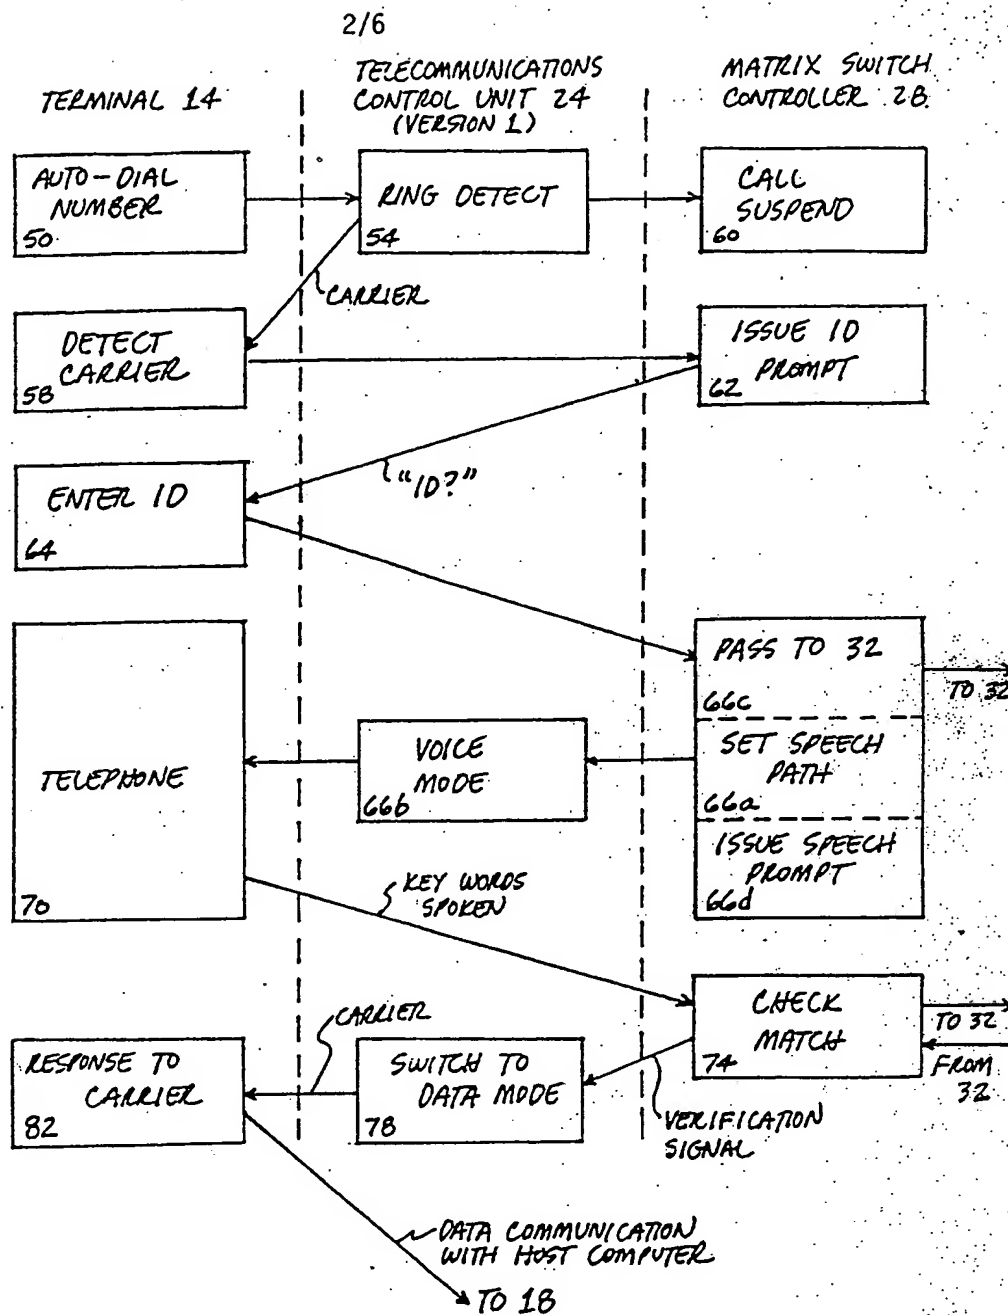 2/6
TERMINAL 14
TELECOMMUNICATIONS
CONTROL UNIT 24
(VERSION 1)
MATRIX SWITCH
CONTROLLER 28.
AUTO-DIAL
NUMBER
50
RING DETECT
54
CALL
SUSPEND
60
CARRIER
DETECT
CARRIER
58
ISSUE ID
PROMPT
62
"ID?"
ENTER ID
64
PASS TO 32
66c
TO 32
SET SPEECH
PATH
66a
ISSUE SPEECH
PROMPT
66d
VOICE
MODE
66b
TELEPHONE
70
KEY WORDS
SPOKEN
CHECK
MATCH
74
TO 32
FROM
32
CARRIER
RESPONSE TO
CARRIER
82
SWITCH TO
DATA MODE
78
VERIFICATION
SIGNAL
DATA COMMUNICATION
WITH HOST COMPUTER
TO 18